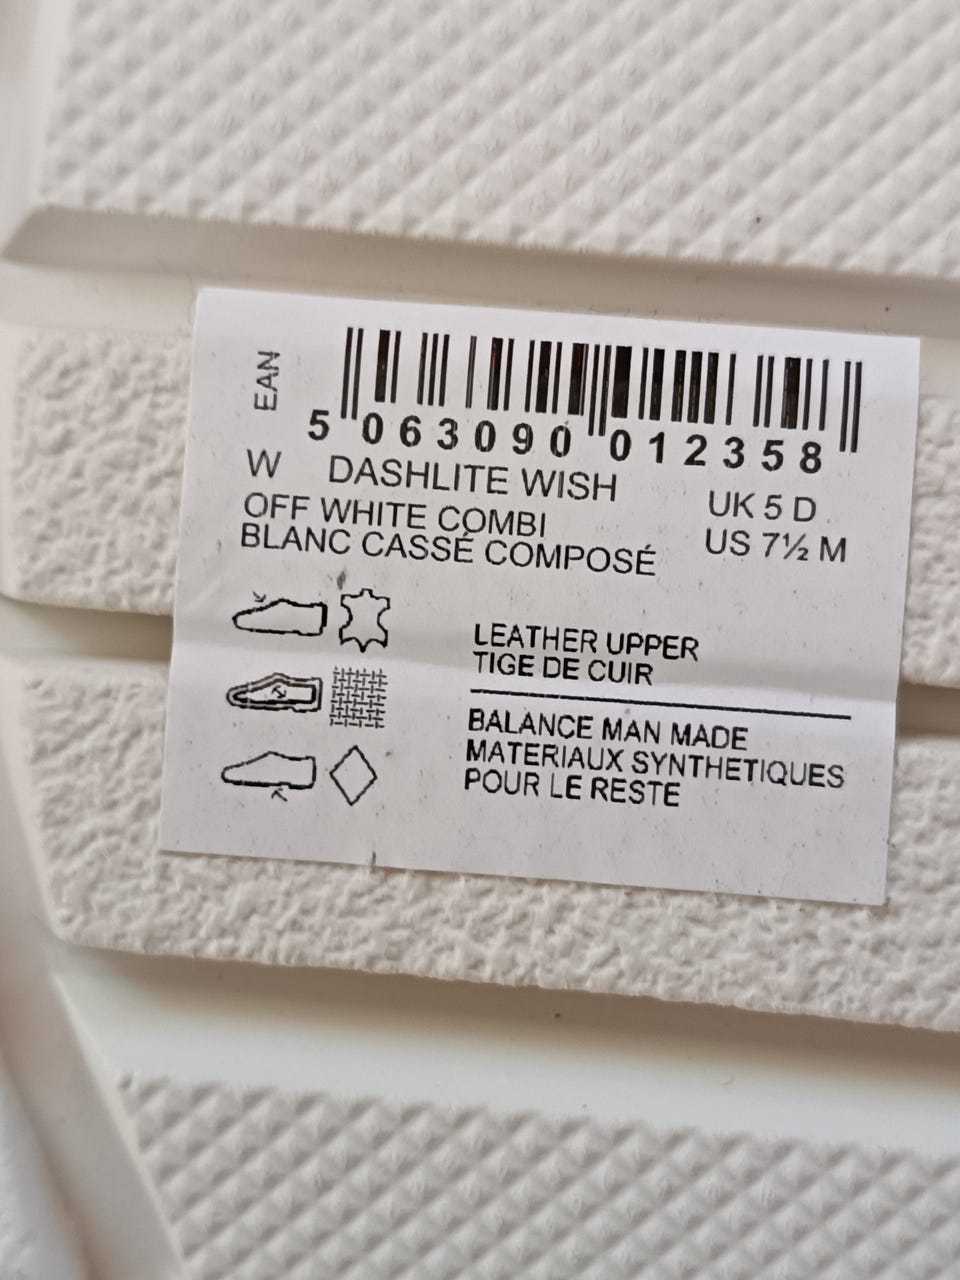 EAN
5 063090 012358
W DASHLITE WISH
OFF WHITE COMBI UK 5 D
BLANC CASSÉ COMPOSÉ US 7½ M
LEATHER UPPER
TIGE DE CUIR
BALANCE MAN MADE
MATERIAUX SYNTHETIQUES
POUR LE RESTE